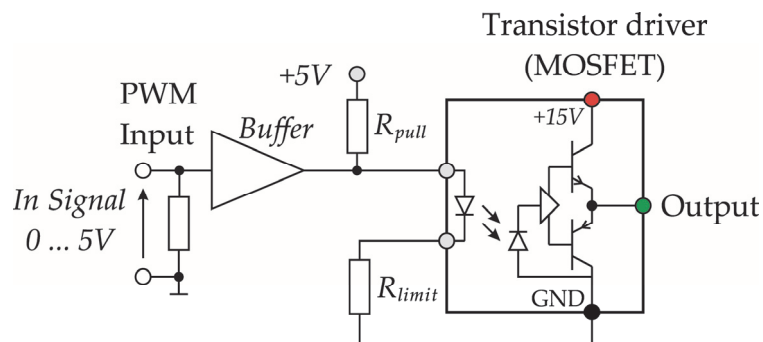 Transistor driver
(MOSFET)
+5V
+15V
PWM
Input
Buffer
R_pull
In Signal
0 ... 5V
Output
R_limit
GND